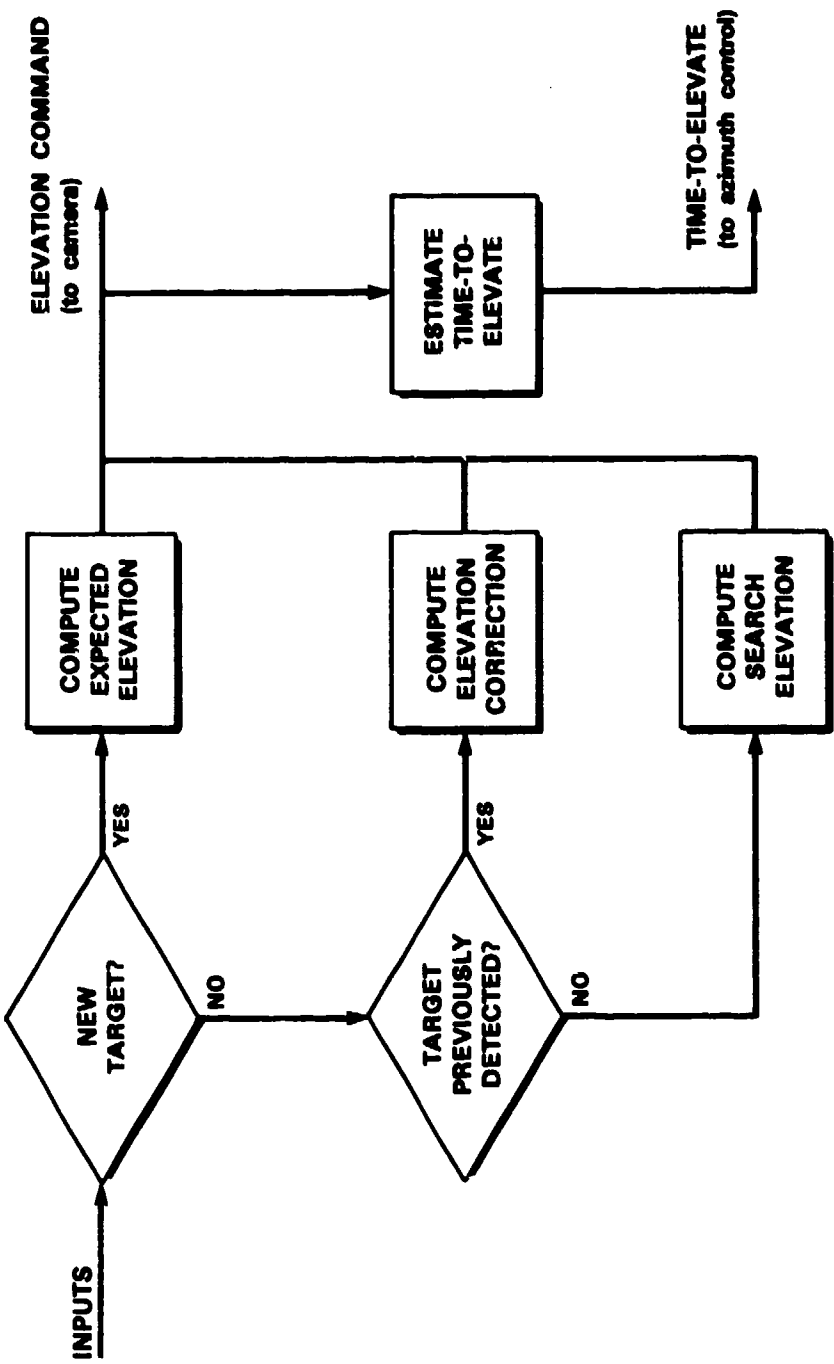 INPUTS
NEW
TARGET?
YES
NO
COMPUTE
EXPECTED
ELEVATION
ELEVATION COMMAND
(to camera)
TARGET
PREVIOUSLY
DETECTED?
YES
NO
COMPUTE
ELEVATION
CORRECTION
ESTIMATE
TIME-TO-
ELEVATE
COMPUTE
SEARCH
ELEVATION
TIME-TO-ELEVATE
(to azimuth control)